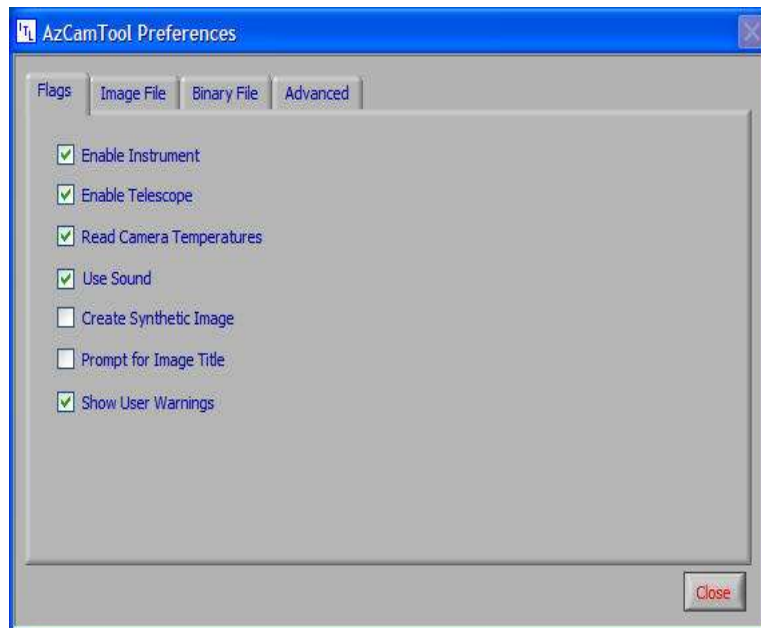 ITL AzCamTool Preferences
Flags Image File Binary File Advanced
Enable Instrument
Enable Telescope
Read Camera Temperatures
Use Sound
Create Synthetic Image
Prompt for Image Title
Show User Warnings
Close